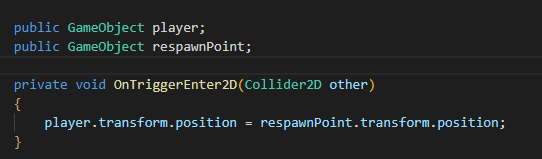 public GameObject player;
public GameObject respawnPoint;
private void OnTriggerEnter2D(Collider2D other)
{
player.transform.position = respawnPoint.transform.position;
}